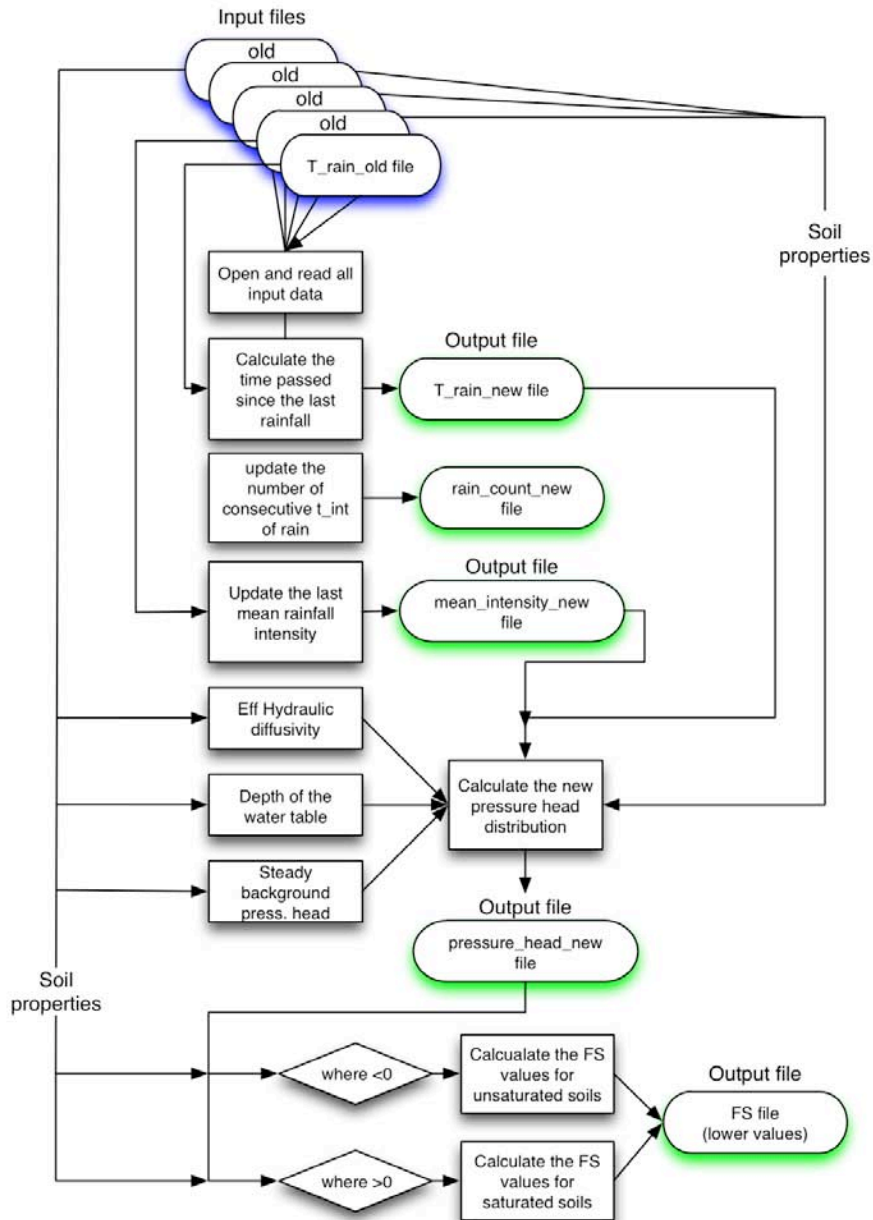 Input files
old
old
old
old
T_rain_old file
Soil
properties
Open and read all
input data
Calculate the
time passed
since the last
rainfall
Output file
T_rain_new file
update the
number of
consecutive t_int
of rain
rain_count_new
file
Update the last
mean rainfall
intensity
Output file
mean_intensity_new
file
Eff Hydraulic
diffusivity
Depth of the
water table
Steady
background
press. head
Calculate the new
pressure head
distribution
Output file
pressure_head_new
file
Soil
properties
where <0
Calcualate the FS
values for
unsaturated soils
where >0
Calculate the FS
values for
saturated soils
Output file
FS file
(lower values)